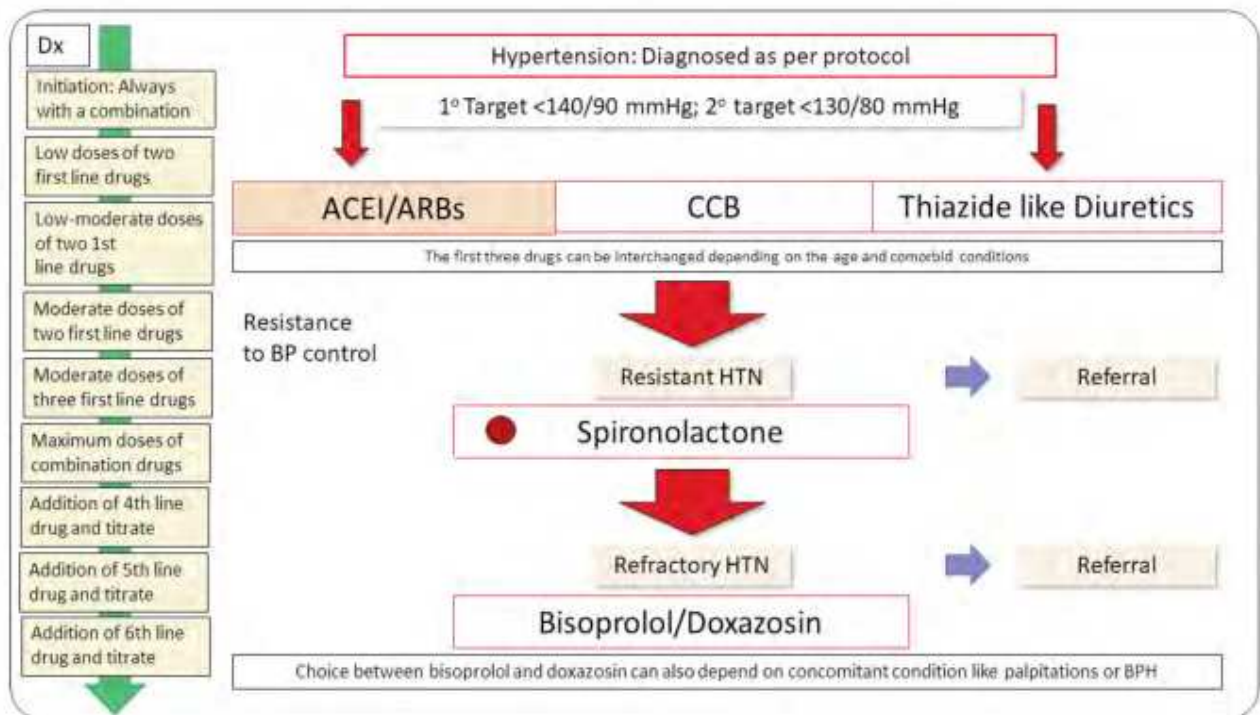 Dx
Initiation: Always
with a combination
Low doses of two
first line drugs
Low-moderate doses
of two 1st
line drugs
Moderate doses of
two first line drugs
Moderate doses of
three first line drugs
Maximum doses of
combination drugs
Addition of 4th line
drug and titrate
Addition of 5th line
drug and titrate
Addition of 6th line
drug and titrate
Hypertension: Diagnosed as per protocol
1º Target <140/90 mmHg; 2º target <130/80 mmHg
ACEI/ARBs
CCB
Thiazide like Diuretics
The first three drugs can be interchanged depending on the age and comorbid conditions
Resistance
to BP control
Resistant HTN
Referral
Spironolactone
Refractory HTN
Referral
Bisoprolol/Doxazosin
Choice between bisoprolol and doxazosin can also depend on concomitant condition like palpitations or BPH